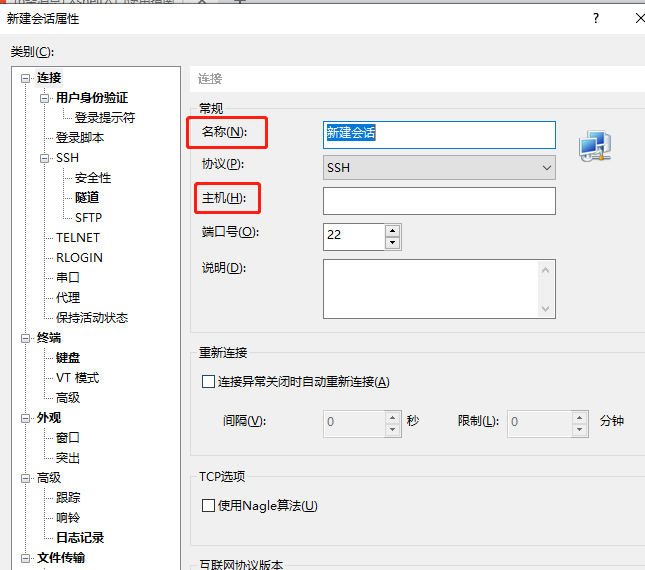 新建会话属性
?
类别(C):
连接
用户身份验证
登录提示符
登录脚本
SSH
安全性
隧道
SFTP
TELNET
RLOGIN
串口
代理
保持活动状态
终端
键盘
VT 模式
高级
外观
窗口
突出
高级
跟踪
响铃
日志记录
文件传输
连接
常规
名称(N):
新建会话
协议(P):
SSH
主机(H):
端口号(O):
22
说明(D):
重新连接
连接异常关闭时自动重新连接(A)
间隔(V):
0
秒
限制(L):
0
分钟
TCP选项
使用Nagle算法(U)
互联网协议版本